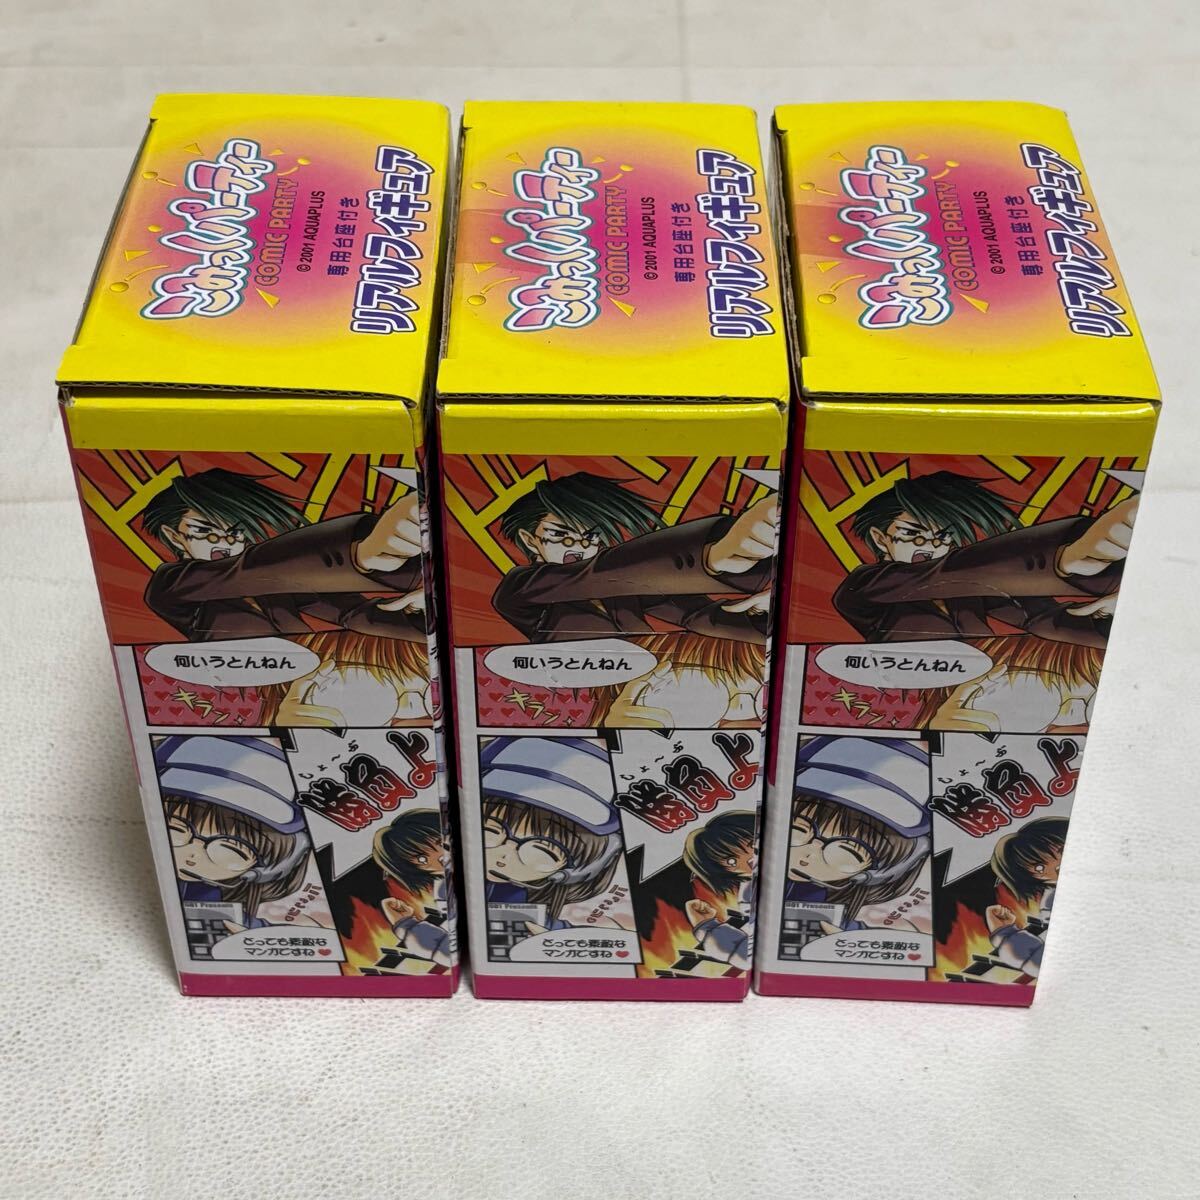 こみっくパーティー
COMIC PARTY
© 2001 AQUAPLUS
専用台座付き
リアルフィギュア
こみっくパーティー
COMIC PARTY
© 2001 AQUAPLUS
専用台座付き
リアルフィギュア
こみっくパーティー
COMIC PARTY
© 2001 AQUAPLUS
専用台座付き
リアルフィギュア
何いうとんねん
キラン
しょ〜ぶ
勝負よ
とっても素敵な
マンガですね♥
何いうとんねん
キラン
しょ〜ぶ
勝負よ
とっても素敵な
マンガですね♥
何いうとんねん
キラン
しょ〜ぶ
勝負よ
とっても素敵な
マンガですね♥